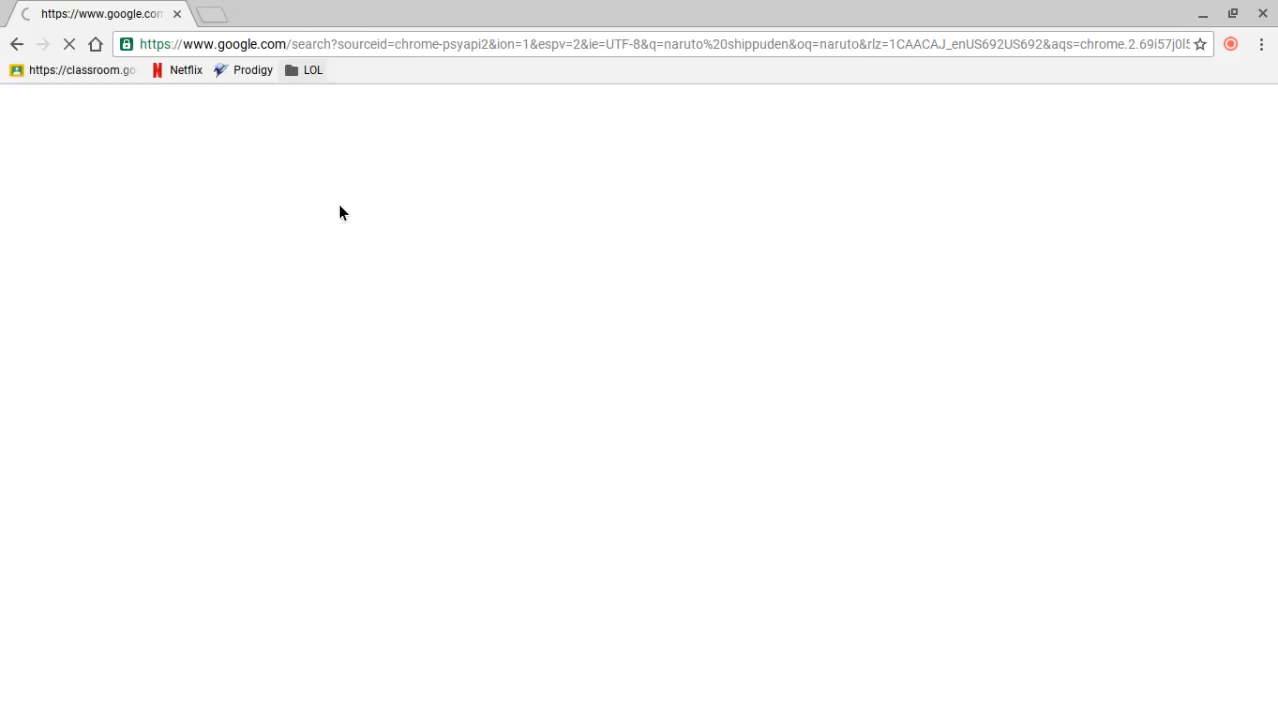 https://www.google.com
https://www.google.com/search?sourceid=chrome-psyapi2&ion=1&espv=2&ie=UTF-8&q=naruto%20shippuden&oq=naruto&rlz=1CAACAJ_enUS692US692&aqs=chrome.2.69i57j0l5
https://classroom.go Netflix Prodigy LOL